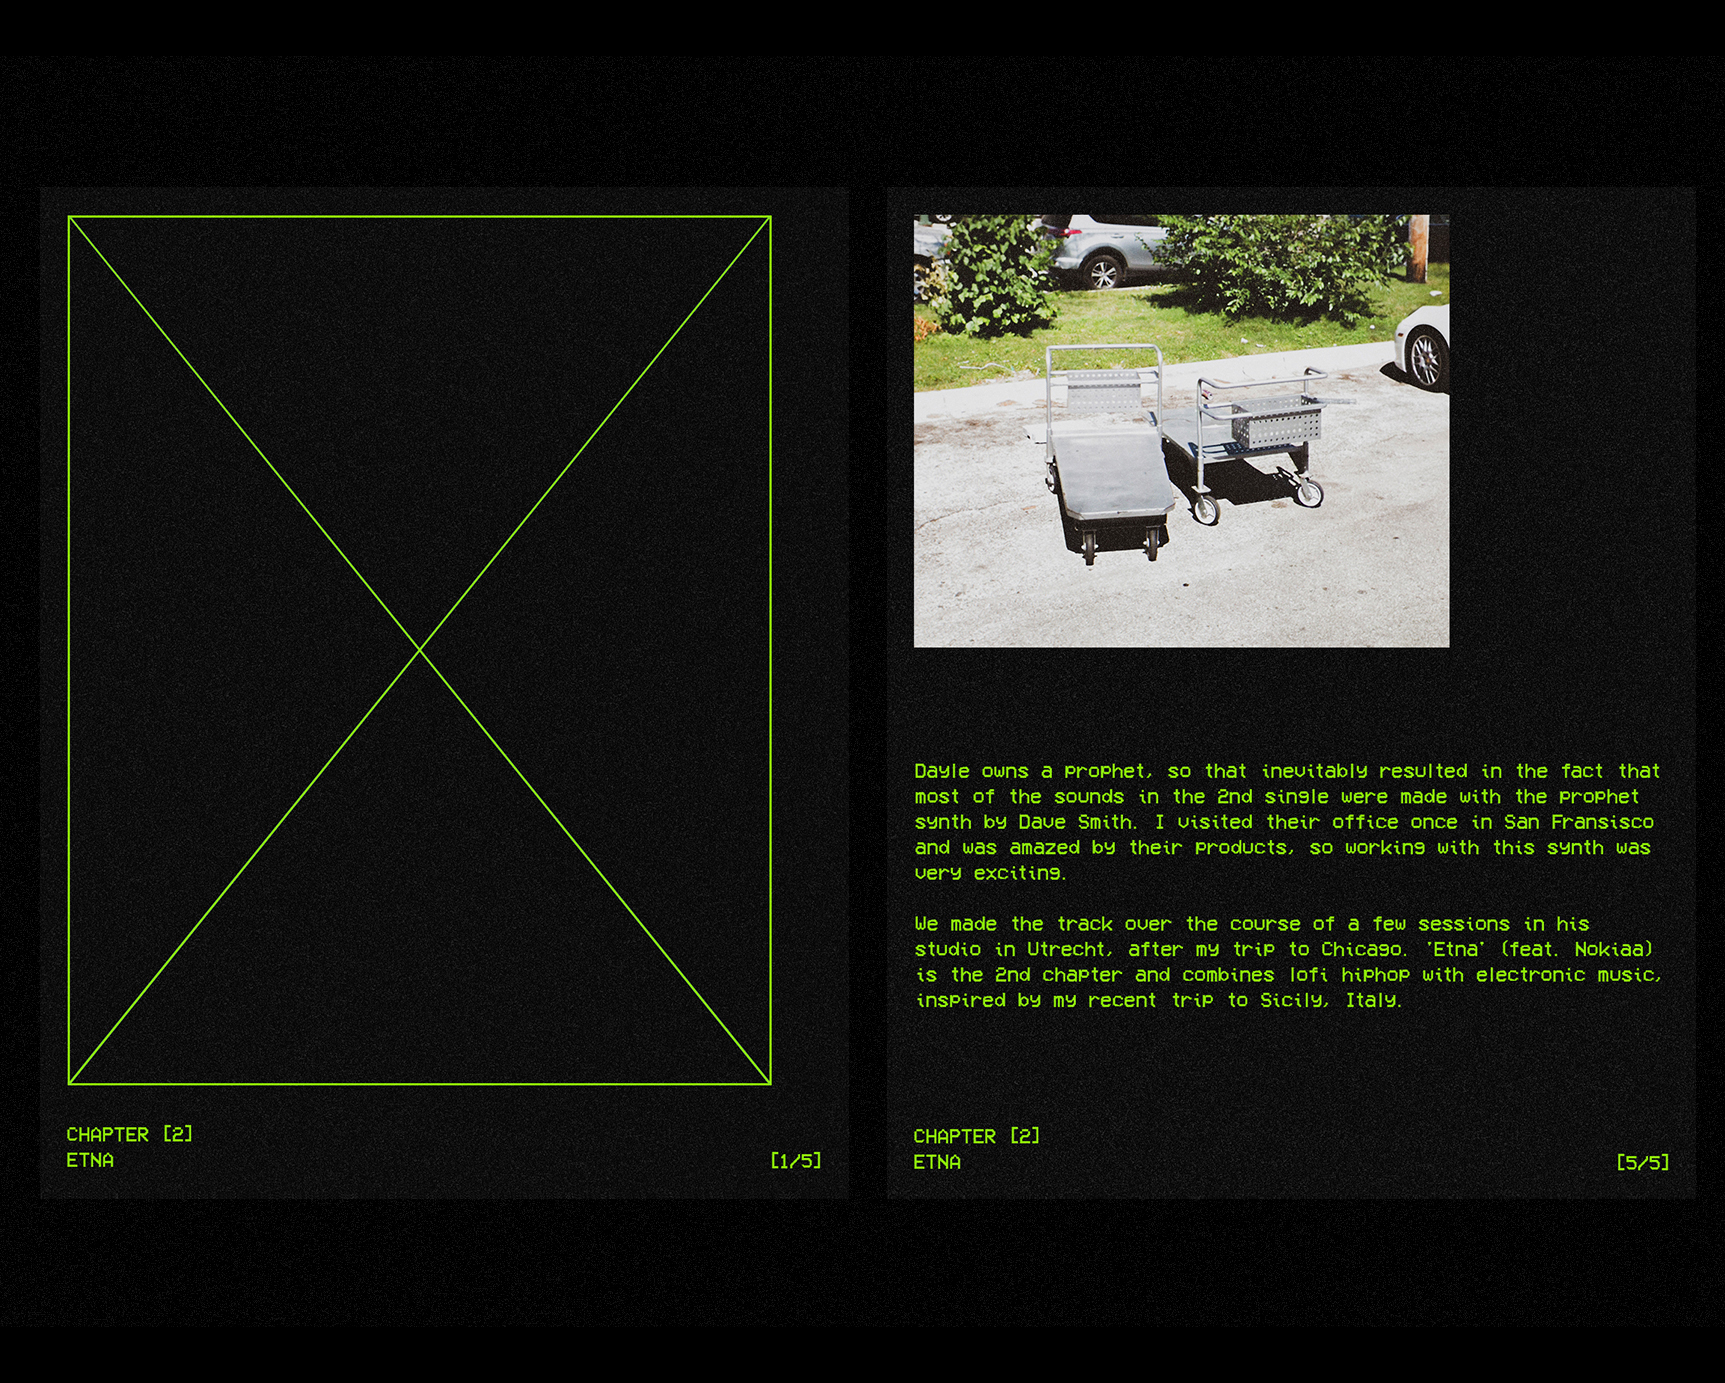 CHAPTER [2]
ETNA
[1/5]
Dayle owns a prophet, so that inevitably resulted in the fact that
most of the sounds in the 2nd single were made with the prophet
synth by Dave Smith. I visited their office once in San Fransisco
and was amazed by their products, so working with this synth was
very exciting.
We made the track over the course of a few sessions in his
studio in Utrecht, after my trip to Chicago. 'Etna' (feat. Nokiaa)
is the 2nd chapter and combines lofi hiphop with electronic music,
inspired by my recent trip to Sicily, Italy.
CHAPTER [2]
ETNA
[5/5]